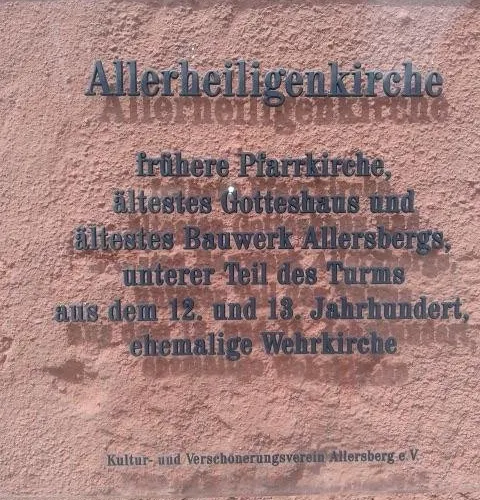 Allerheiligenkirche
frühere Pfarrkirche,
ältestes Gotteshaus und
ältestes Bauwerk Allersbergs,
unterer Teil des Turms
aus dem 12. und 13. Jahrhundert,
ehemalige Wehrkirche
Kultur- und Verschönerungsverein Allersberg e.V.